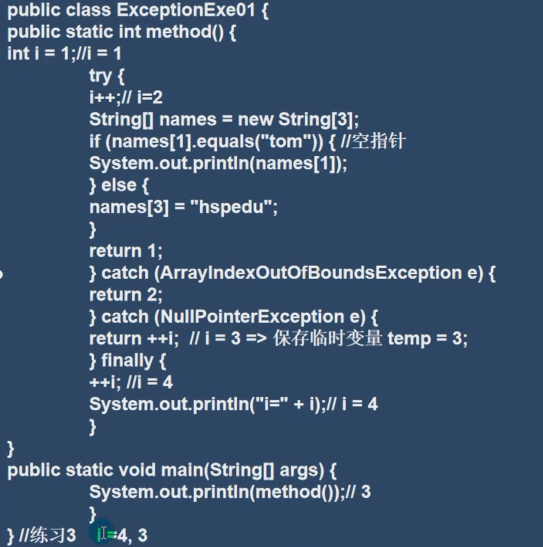 public class ExceptionExe01 {
public static int method() {
int i = 1;//i = 1
try {
i++;// i=2
String[] names = new String[3];
if (names[1].equals("tom")) { //空指针
System.out.println(names[1]);
} else {
names[3] = "hspedu";
}
return 1;
} catch (ArrayIndexOutOfBoundsException e) {
return 2;
} catch (NullPointerException e) {
return ++i;  // i = 3 => 保存临时变量 temp = 3;
} finally {
++i; //i = 4
System.out.println("i=" + i);// i = 4
}
}
public static void main(String[] args) {
System.out.println(method());// 3
}
} //练习3 i=4, 3